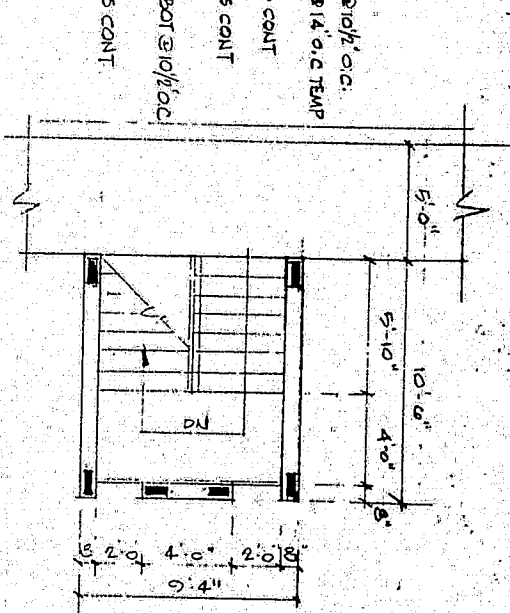 @ 10½" O.C.
@ 12" O.C TEMP
CONT
S CONT
BOT @ 10½" O.C
S CONT
5'-0"
10'-6"
5'-10"
4'-0"
8"
DN
8" 2'-0 4'-0" 2'-0 8"
9'-4"